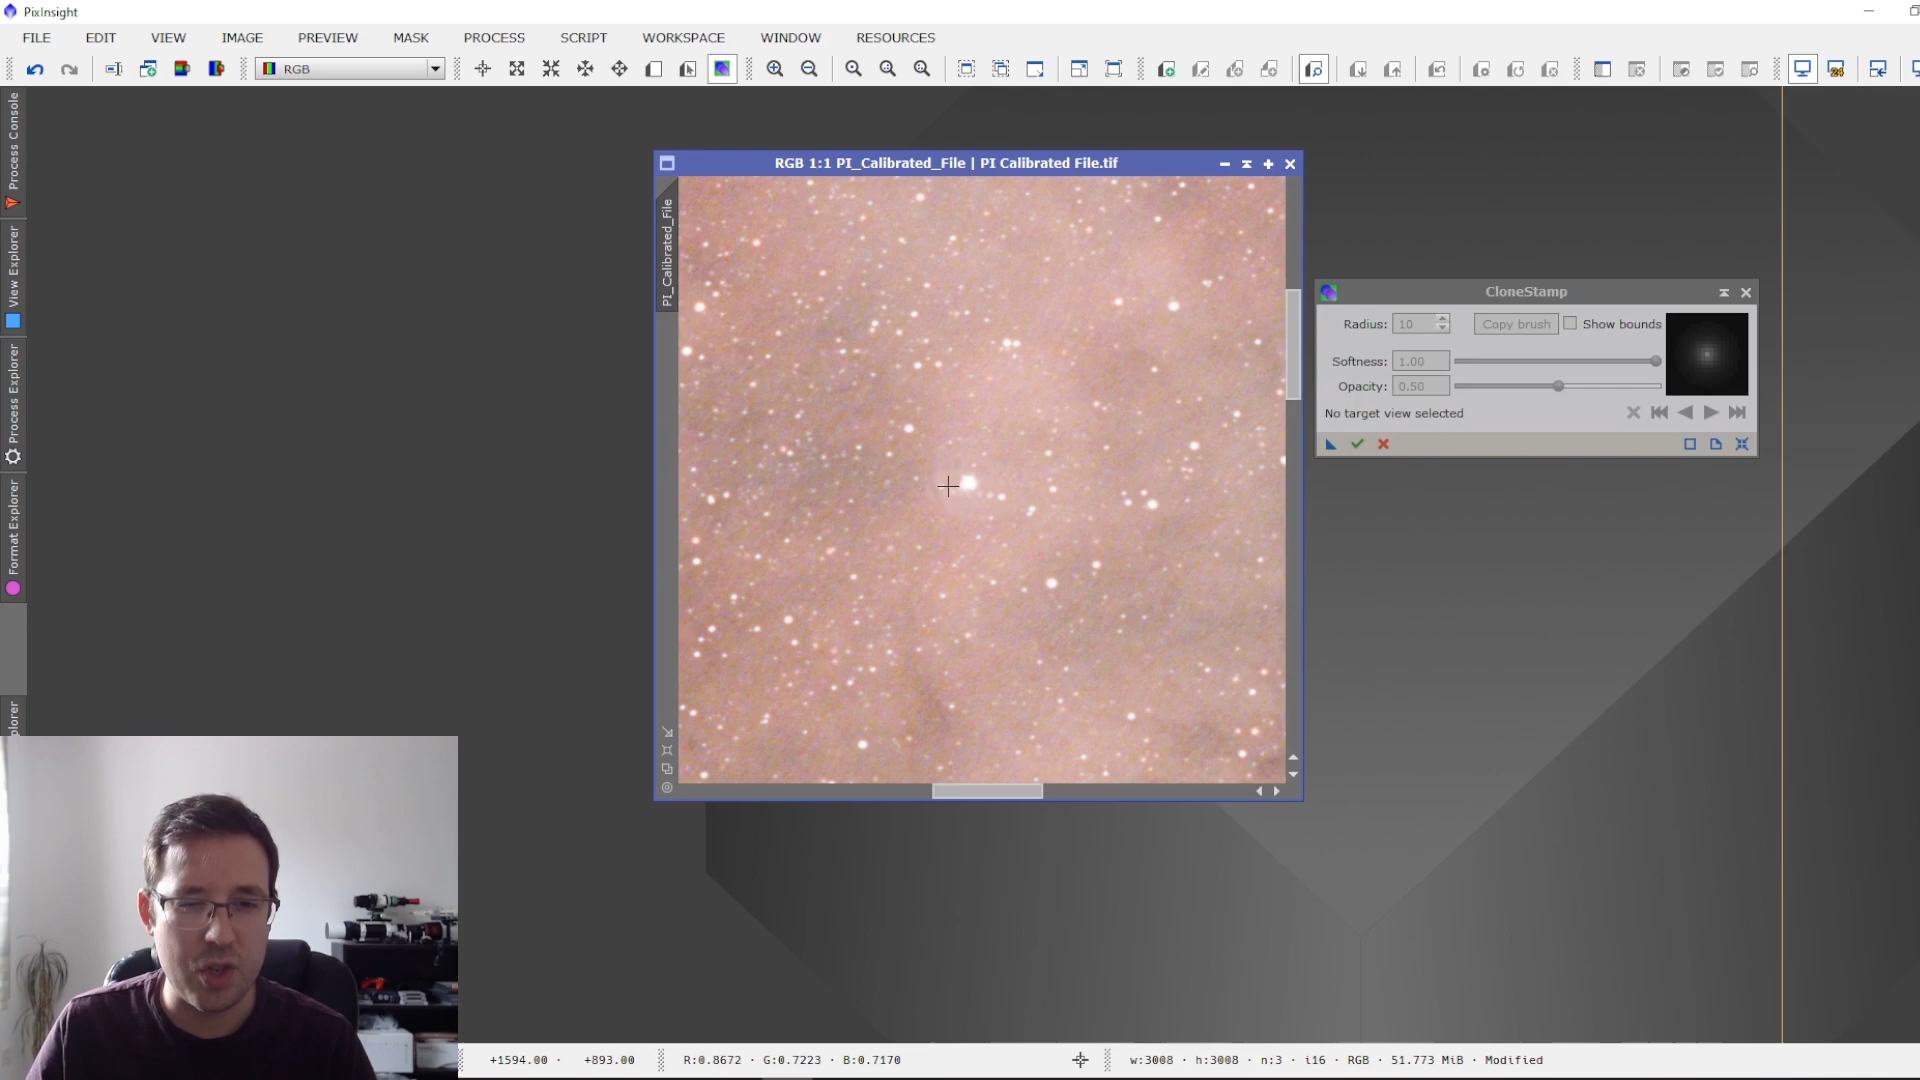 PixInsight
FILE EDIT VIEW IMAGE PREVIEW MASK PROCESS SCRIPT WORKSPACE WINDOW RESOURCES
RGB
Process Console
View Explorer
Process Explorer
Format Explorer
plorer
RGB 1:1 PI_Calibrated_File | PI Calibrated File.tif
PI_Calibrated_File
CloneStamp
Radius: 10 Copy brush Show bounds
Softness: 1.00
Opacity: 0.50
No target view selected
+1594.00 · +893.00 R:0.8672 · G:0.7223 · B:0.7170 w:3008 · h:3008 · n:3 · i16 · RGB · 51.773 MiB · Modified